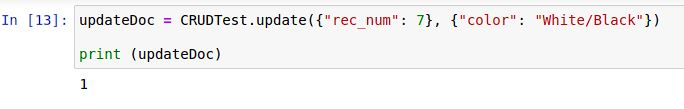 In [13]: updateDoc = CRUDTest.update({"rec_num": 7}, {"color": "White/Black"})
print (updateDoc)
1